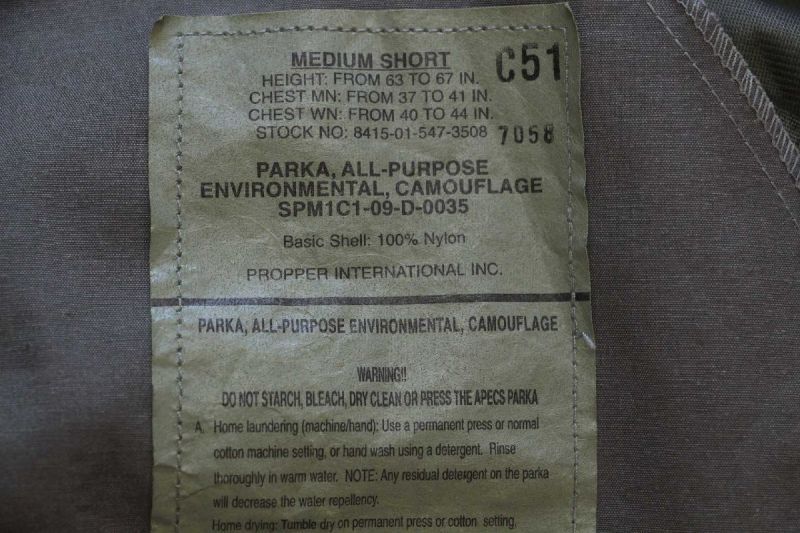 MEDIUM SHORT C51
HEIGHT: FROM 63 TO 67 IN.
CHEST MN: FROM 37 TO 41 IN.
CHEST WN: FROM 40 TO 44 IN.
STOCK NO: 8415-01-547-3508 7058
PARKA, ALL-PURPOSE
ENVIRONMENTAL, CAMOUFLAGE
SPM1C1-09-D-0035
Basic Shell: 100% Nylon
PROPPER INTERNATIONAL INC.
PARKA, ALL-PURPOSE ENVIRONMENTAL, CAMOUFLAGE
WARNING!!
DO NOT STARCH, BLEACH, DRY CLEAN OR PRESS THE APECS PARKA
A. Home laundering (machine/hand): Use a permanent press or normal
cotton machine setting, or hand wash using a detergent. Rinse
thoroughly in warm water. NOTE: Any residual detergent on the parka
will decrease the water repellency.
Home drying: Tumble dry on permanent press or cotton setting,